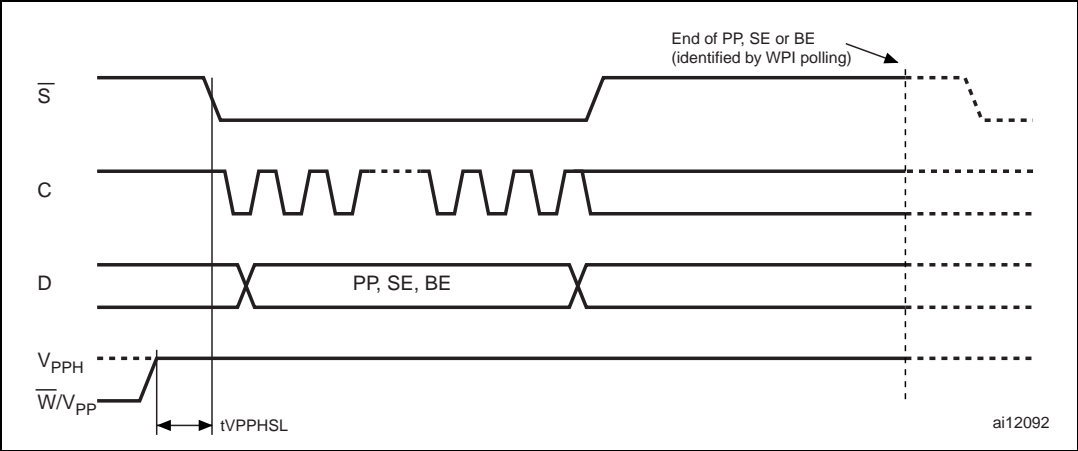 End of PP, SE or BE
(identified by WPI polling)
S̅
C
D
PP, SE, BE
VPPH
W̅/VPP
tVPPHSL
ai12092